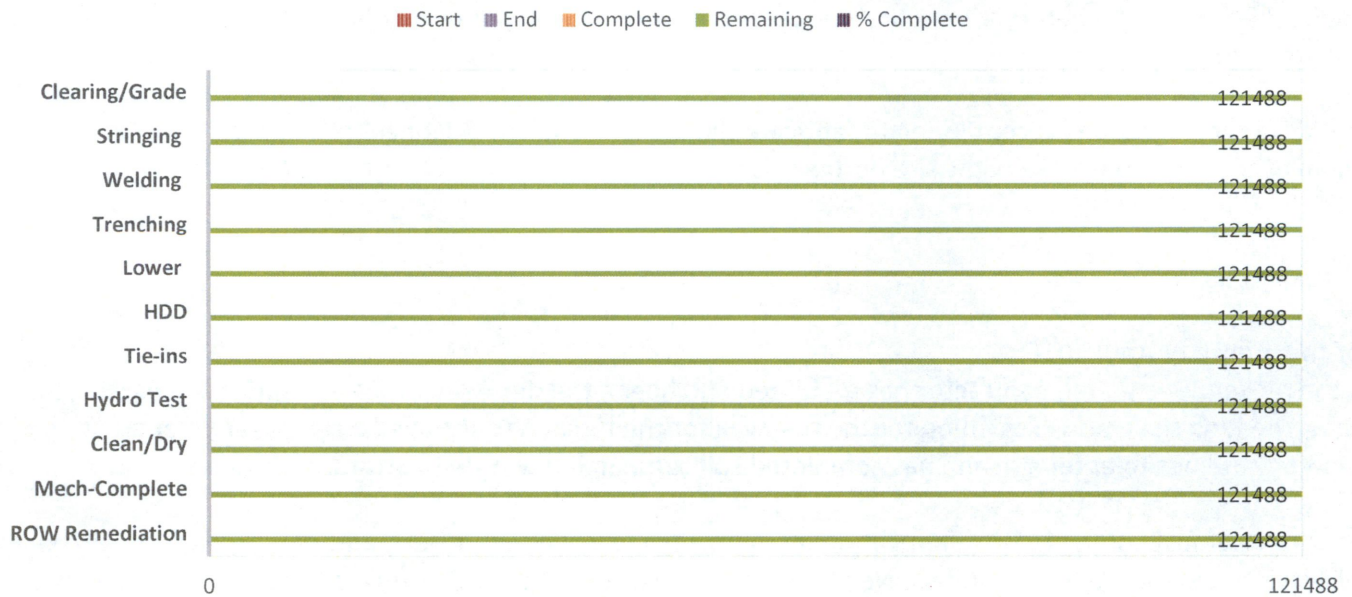 Start End Complete Remaining % Complete
Clearing/Grade 121488
Stringing 121488
Welding 121488
Trenching 121488
Lower 121488
HDD 121488
Tie-ins 121488
Hydro Test 121488
Clean/Dry 121488
Mech-Complete 121488
ROW Remediation 121488
0 121488